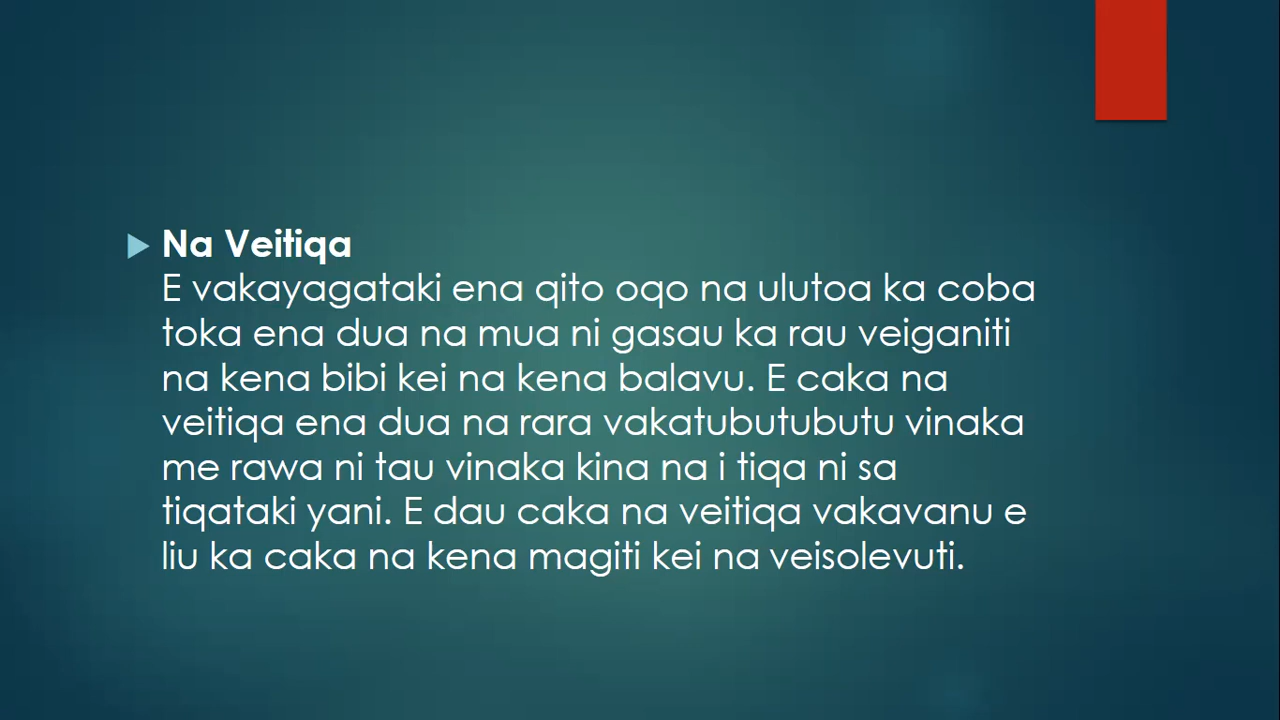 Na Veitiqa
E vakayagataki ena qito oqo na ulutoa ka coba
toka ena dua na mua ni gasau ka rau veiganiti
na kena bibi kei na kena balavu. E caka na
veitiqa ena dua na rara vakatubutubutu vinaka
me rawa ni tau vinaka kina na i tiqa ni sa
tiqataki yani. E dau caka na veitiqa vakavanu e
liu ka caka na kena magiti kei na veisolevuti.